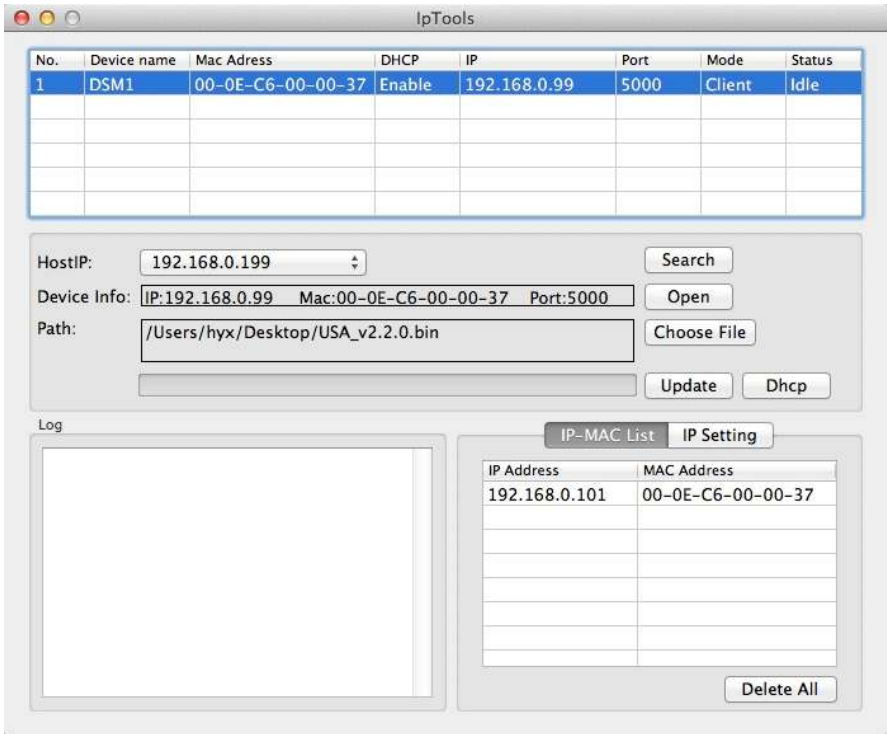 IpTools
No. Device name Mac Adress DHCP IP Port Mode Status
1 DSM1 00-0E-C6-00-00-37 Enable 192.168.0.99 5000 Client Idle
HostIP: 192.168.0.199 Search
Device Info: IP:192.168.0.99 Mac:00-0E-C6-00-00-37 Port:5000 Open
Path: /Users/hyx/Desktop/USA_v2.2.0.bin Choose File
Update Dhcp
Log
IP-MAC List IP Setting
IP Address MAC Address
192.168.0.101 00-0E-C6-00-00-37
Delete All